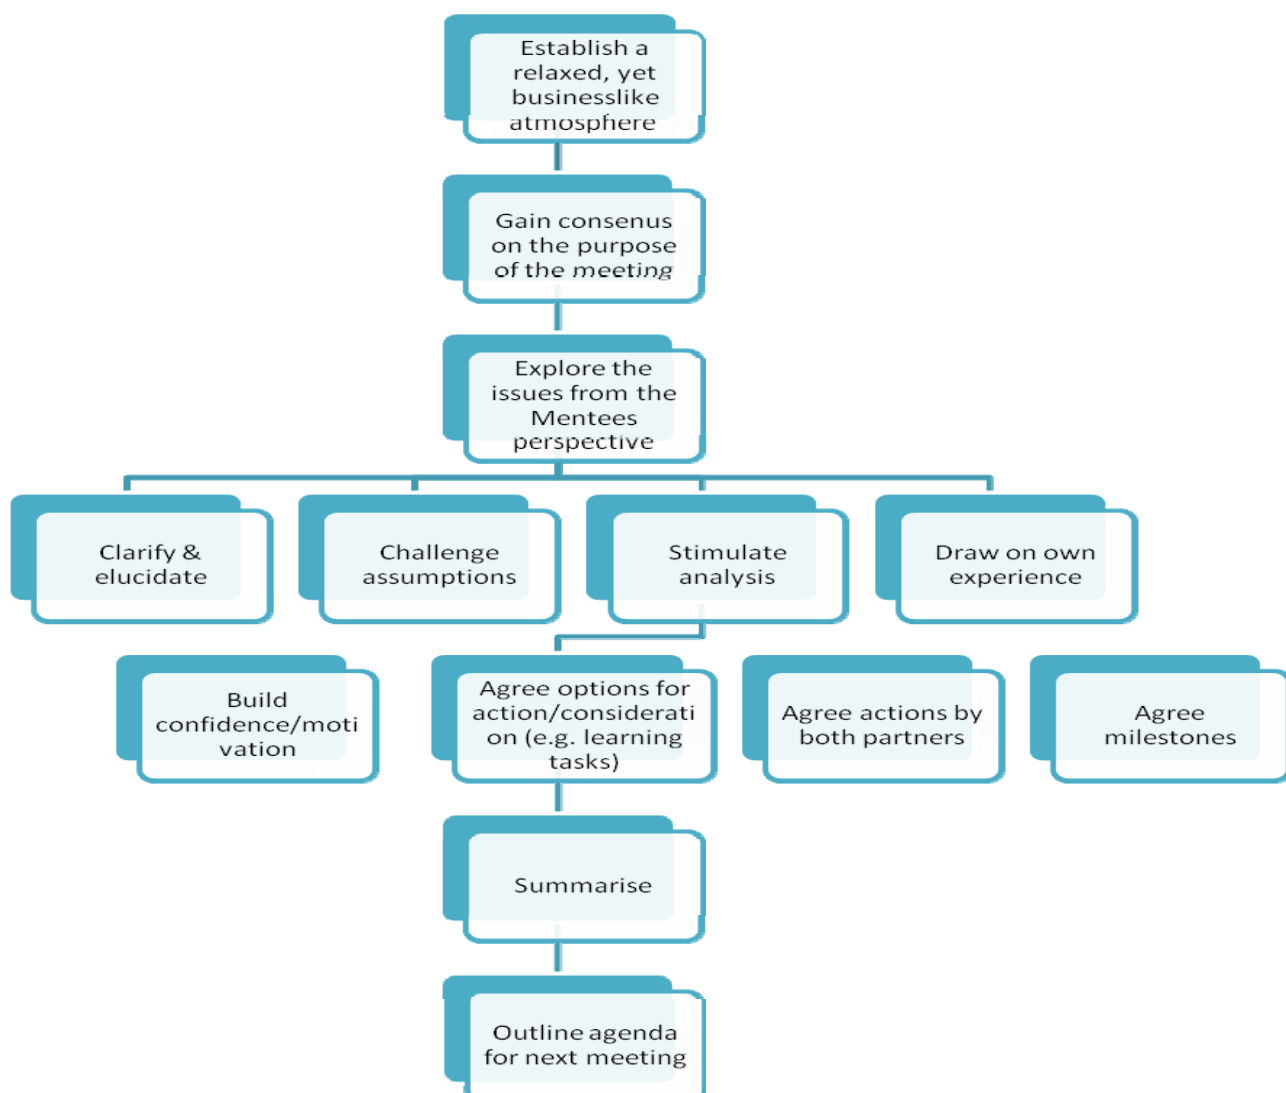 Establish a
relaxed, yet
businesslike
atmosphere
Gain consenus
on the purpose
of the meeting
Explore the
issues from the
Mentees
perspective
Clarify &
elucidate
Challenge
assumptions
Stimulate
analysis
Draw on own
experience
Build
confidence/moti
vation
Agree options for
action/considerati
on (e.g. learning
tasks)
Agree actions by
both partners
Agree
milestones
Summarise
Outline agenda
for next meeting